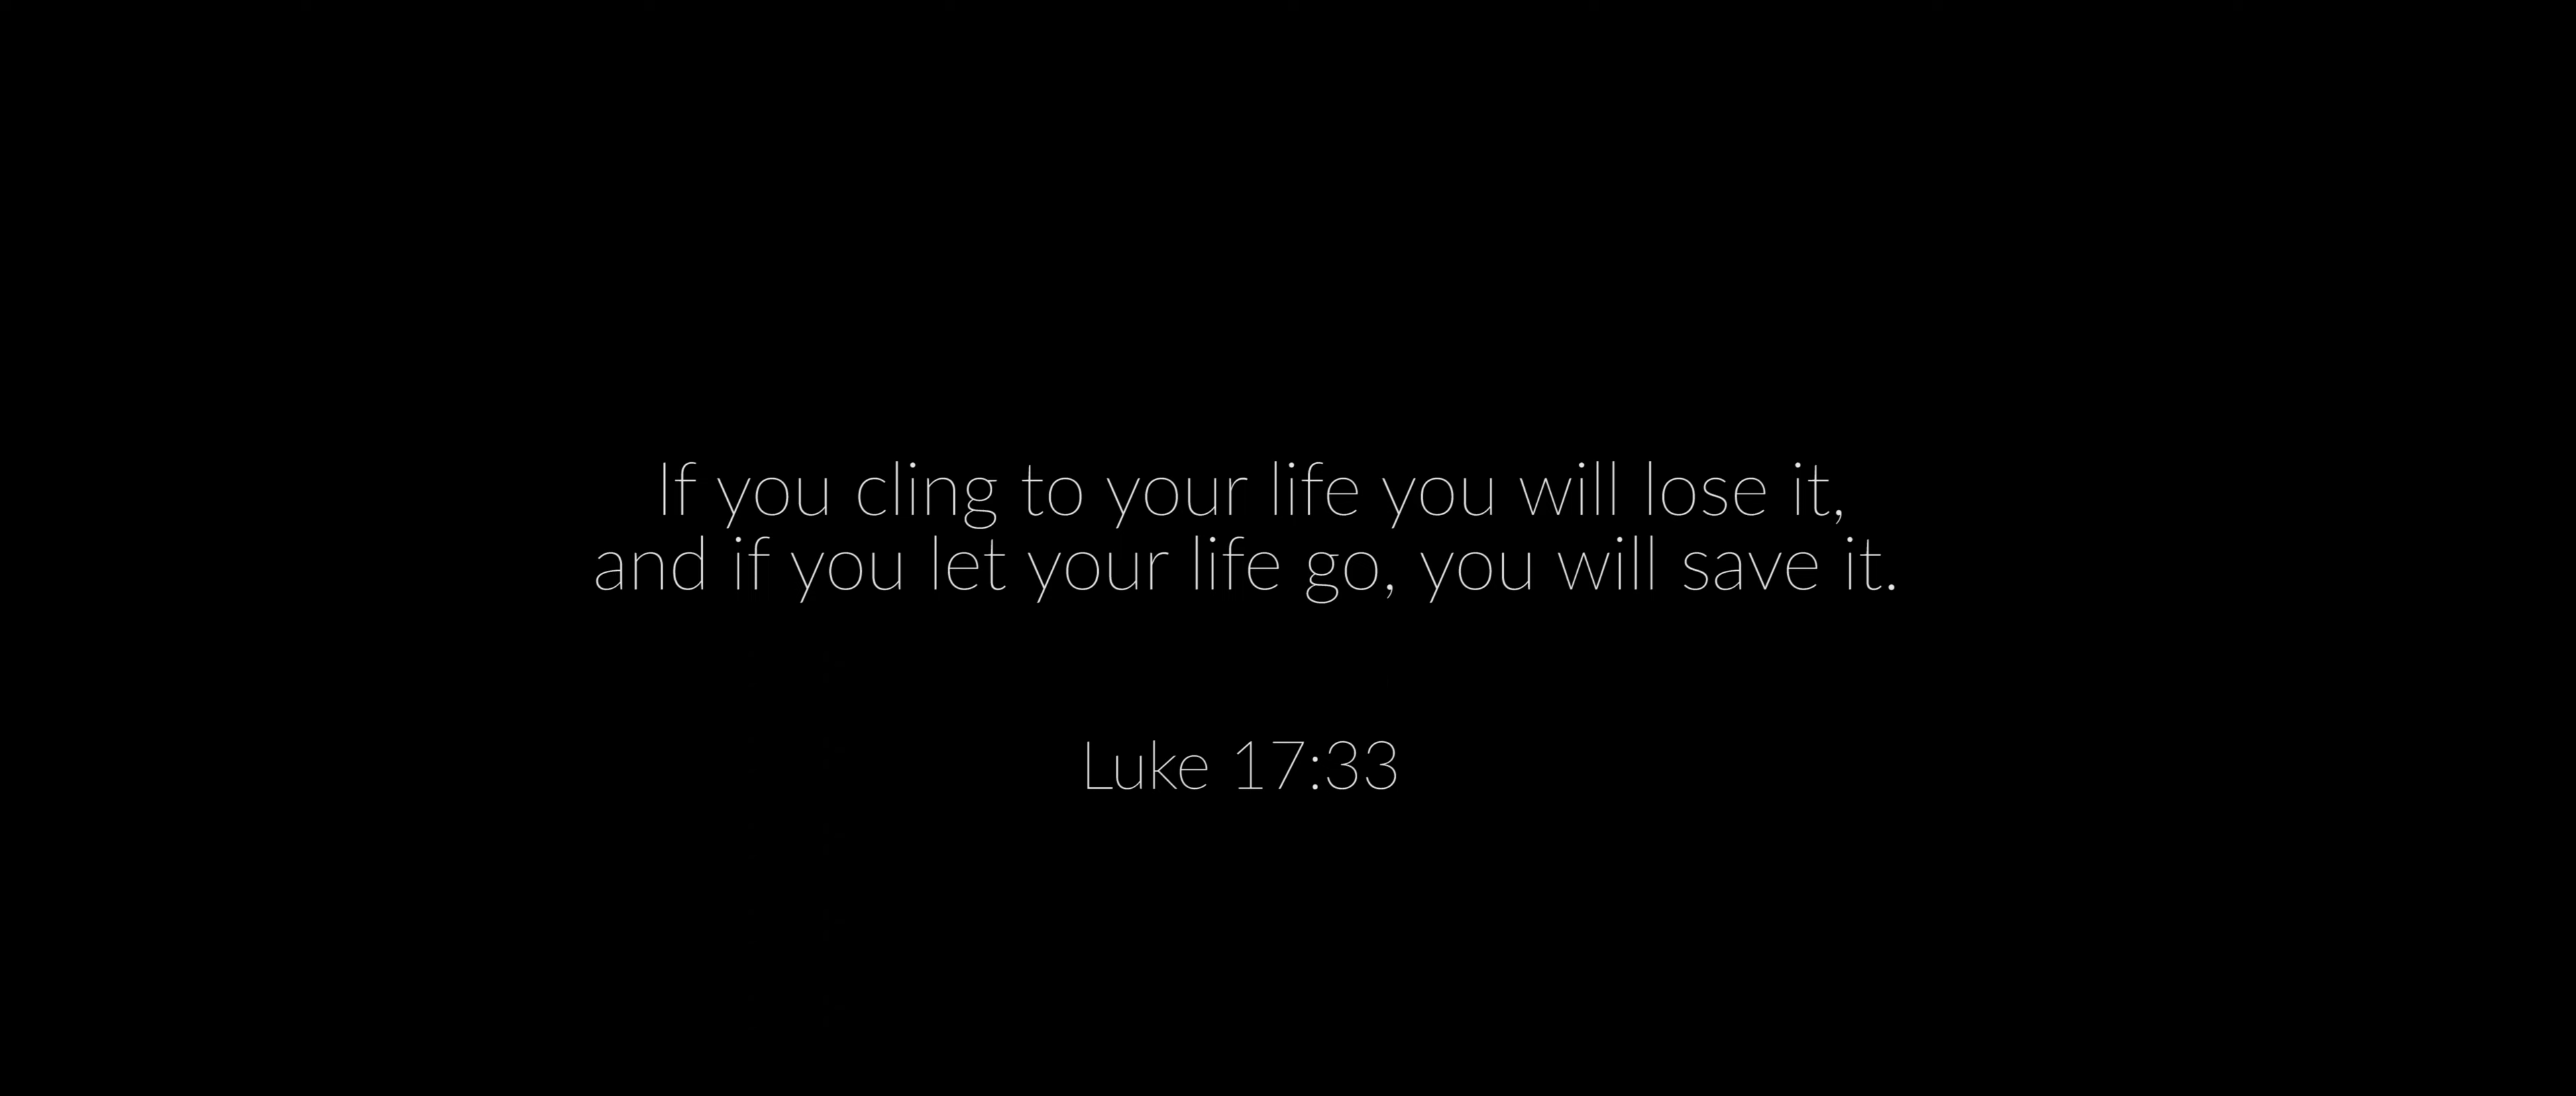 If you cling to your life you will lose it,
and if you let your life go, you will save it.
Luke 17:33